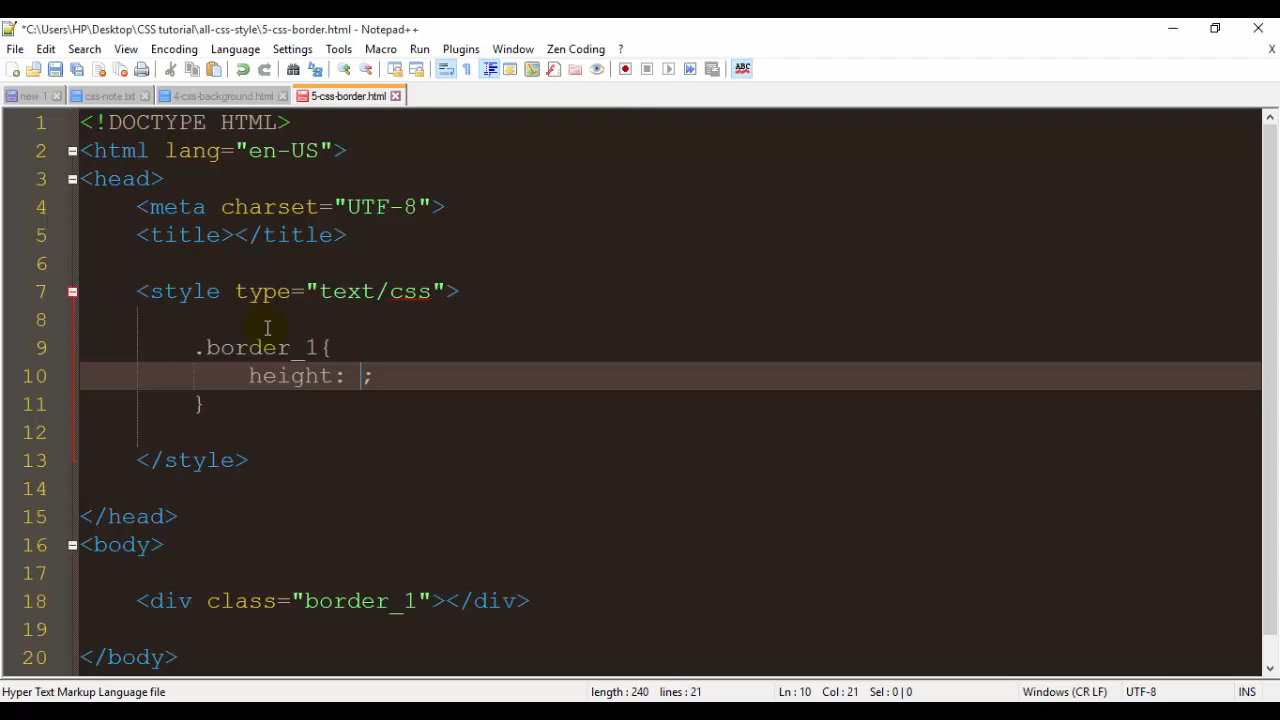 *C:\Users\HP\Desktop\CSS tutorial\all-css-style\5-css-border.html - Notepad++
File Edit Search View Encoding Language Settings Tools Macro Run Plugins Window Zen Coding ? X
ABC
new 1 css-note.txt 4-css-background.html 5-css-border.html
1 <!DOCTYPE HTML>
2 <html lang="en-US">
3 <head>
4 <meta charset="UTF-8">
5 <title></title>
6
7 <style type="text/css">
8
9 .border_1{
10 height: ;
11 }
12
13 </style>
14
15 </head>
16 <body>
17
18 <div class="border_1"></div>
19
20 </body>
Hyper Text Markup Language file length : 240 lines : 21 Ln : 10 Col : 21 Sel : 0 | 0 Windows (CR LF) UTF-8 INS